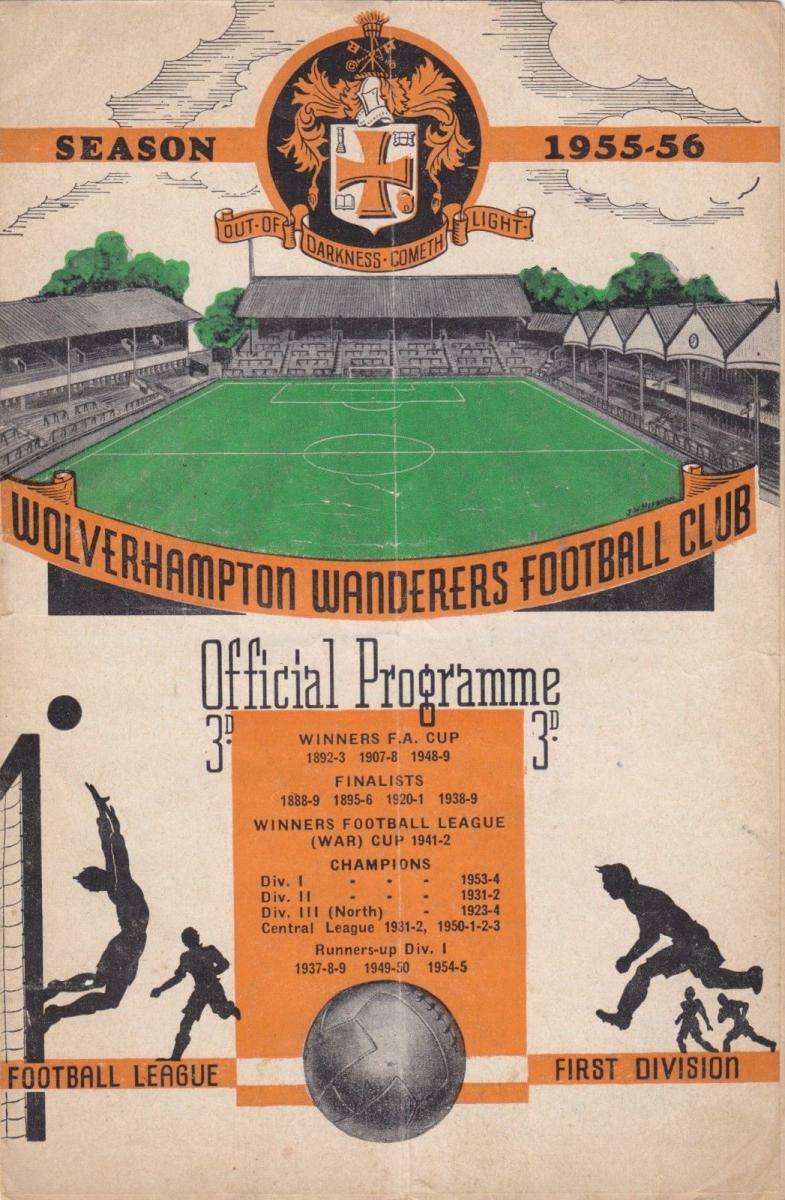 SEASON 1955-56
OUT·OF DARKNESS·COMETH LIGHT·
WOLVERHAMPTON WANDERERS FOOTBALL CLUB
Official Programme
3D. 3D.
WINNERS F.A. CUP
1892-3 1907-8 1948-9
FINALISTS
1888-9 1895-6 1920-1 1938-9
WINNERS FOOTBALL LEAGUE
(WAR) CUP 1941-2
CHAMPIONS
Div. I - - - 1953-4
Div. II - - - 1931-2
Div. III (North) - 1923-4
Central League 1931-2, 1950-1-2-3
Runners-up Div. I
1937-8-9 1949-50 1954-5
FOOTBALL LEAGUE FIRST DIVISION